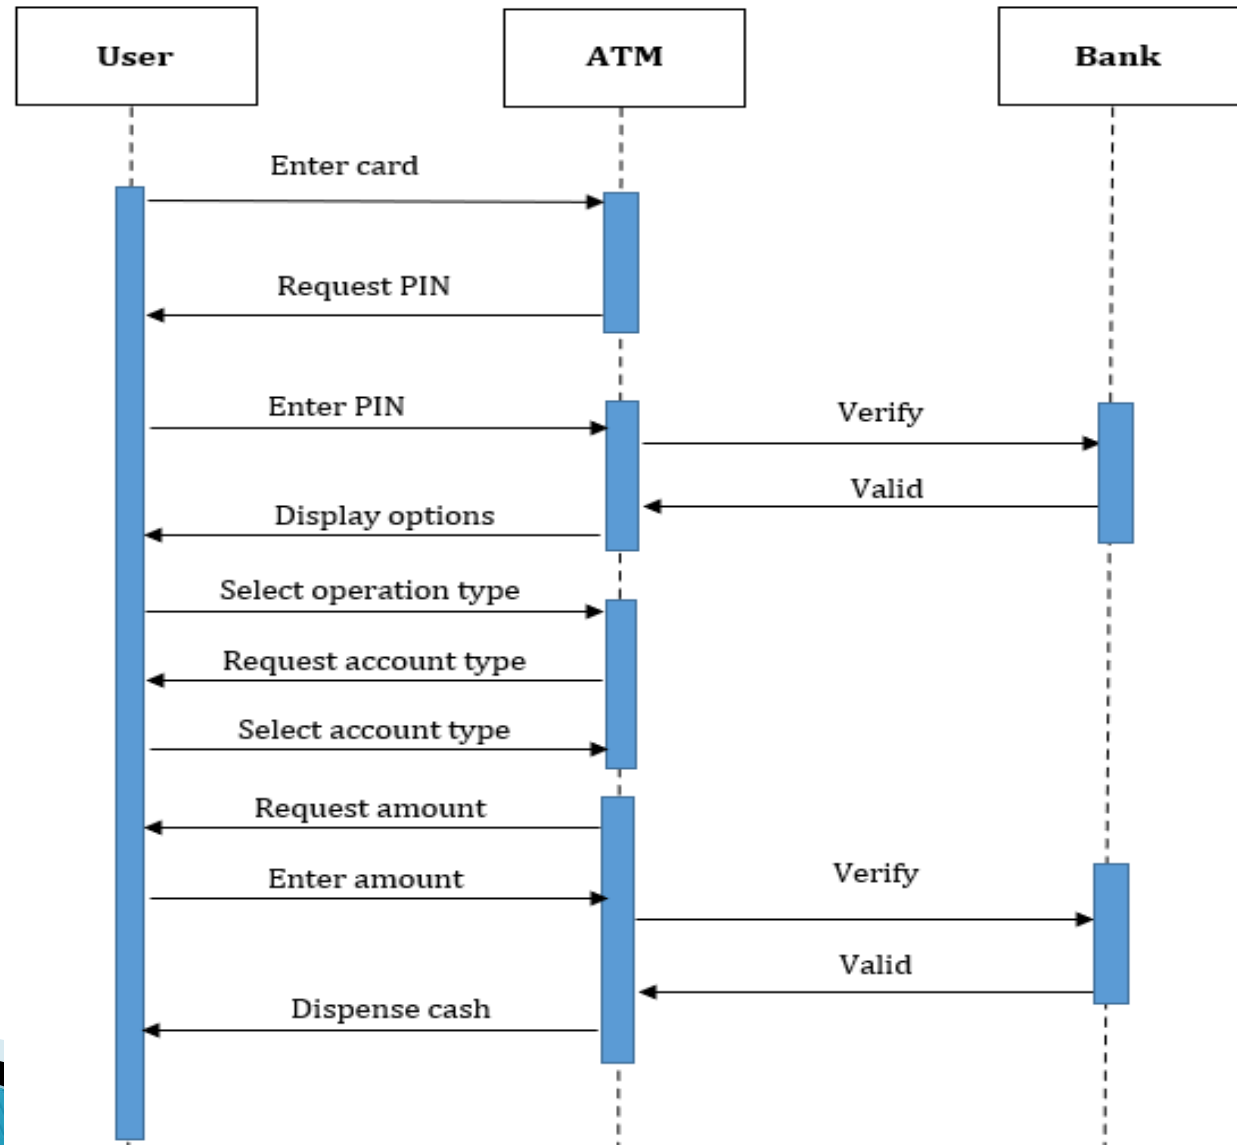 User
ATM
Bank
Enter card
Request PIN
Enter PIN
Verify
Valid
Display options
Select operation type
Request account type
Select account type
Request amount
Enter amount
Verify
Valid
Dispense cash